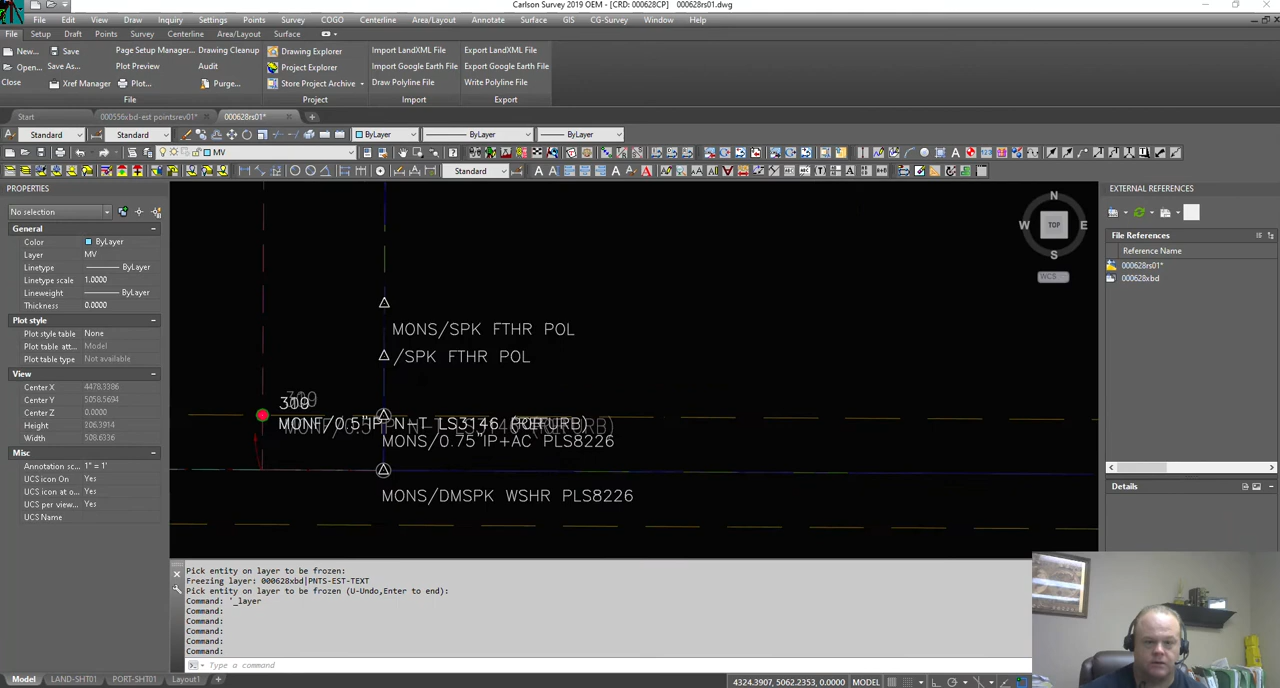 Carlson Survey 2019 OEM - [CRD: 000628CP] 000628rs01.dwg
File Edit View Draw Inquiry Settings Points Survey COGO Centerline Area/Layout Annotate Surface GIS CG-Survey Window Help
File Setup Draft Points Survey Centerline Area/Layout Surface
New... Save Page Setup Manager... Drawing Cleanup Drawing Explorer Import LandXML File Export LandXML File
Open... Save As... Plot Preview Audit Project Explorer Import Google Earth File Export Google Earth File
Close Xref Manager Plot... Purge... Store Project Archive Draw Polyline File Write Polyline File
File Project Import Export
Start 000556xbd-est pointsrev01* 000628rs01*
Standard Standard ByLayer ByLayer ByLayer
MV
Standard
PROPERTIES
No selection
General
Color ByLayer
Layer MV
Linetype ByLayer
Linetype scale 1.0000
Lineweight ByLayer
Thickness 0.0000
Plot style
Plot style table None
Plot table att... Model
Plot table type Not available
View
Center X 4478.3386
Center Y 5058.5694
Center Z 0.0000
Height 206.3914
Width 508.6336
Misc
Annotation sc... 1" = 1'
UCS icon On Yes
UCS icon at o... Yes
UCS per view... Yes
UCS Name
MONS/SPK FTHR POL
/SPK FTHR POL
MONS/0.75"IP+AC PLS8226
MONS/DMSPK WSHR PLS8226
N
W TOP E
S
WCS
EXTERNAL REFERENCES
File References
Reference Name
000628rs01*
000628xbd
Details
Pick entity on layer to be frozen:
Freezing layer: 000628xbd|PNTS-EST-TEXT
Pick entity on layer to be frozen (U-Undo,Enter to end):
Command: '_layer
Command:
Command:
Command:
Command:
Command:
Type a command
Model LAND-SHT01 PORT-SHT01 Layout1 + 4324.3907, 5062.2353, 0.0000 MODEL